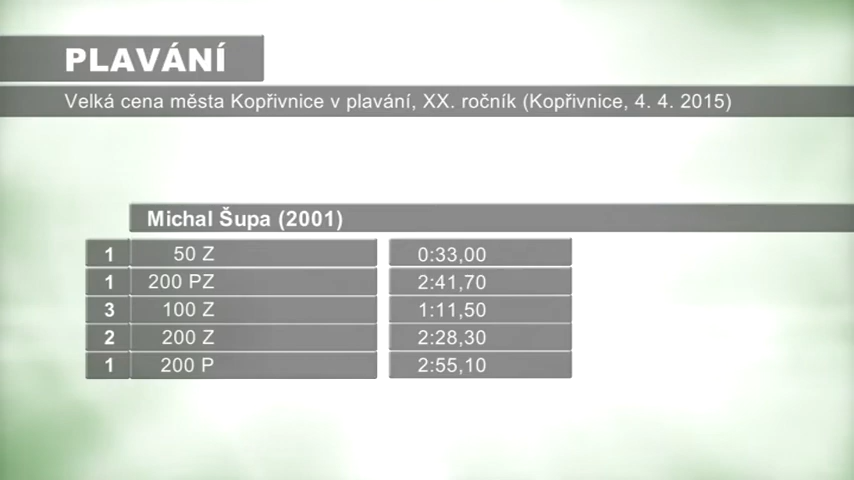 PLAVÁNÍ
Velká cena města Kopřivnice v plavání, XX. ročník (Kopřivnice, 4. 4. 2015)
Michal Šupa (2001)
1 50 Z 0:33,00
1 200 PZ 2:41,70
3 100 Z 1:11,50
2 200 Z 2:28,30
1 200 P 2:55,10